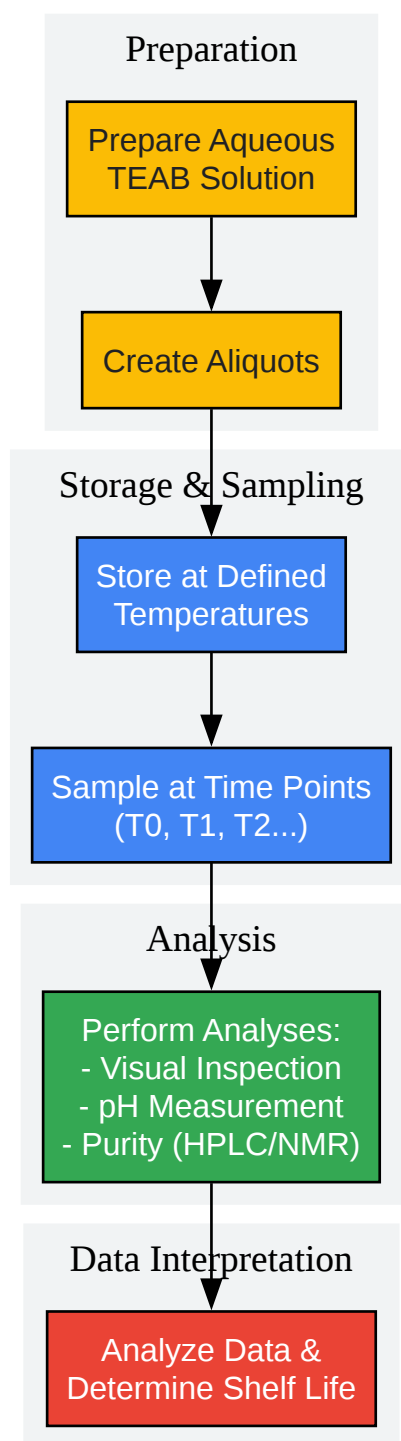 Preparation
Prepare Aqueous
TEAB Solution
Create Aliquots
Storage & Sampling
Store at Defined
Temperatures
Sample at Time Points
(T0, T1, T2...)
Analysis
Perform Analyses:
- Visual Inspection
- pH Measurement
- Purity (HPLC/NMR)
Data Interpretation
Analyze Data &
Determine Shelf Life